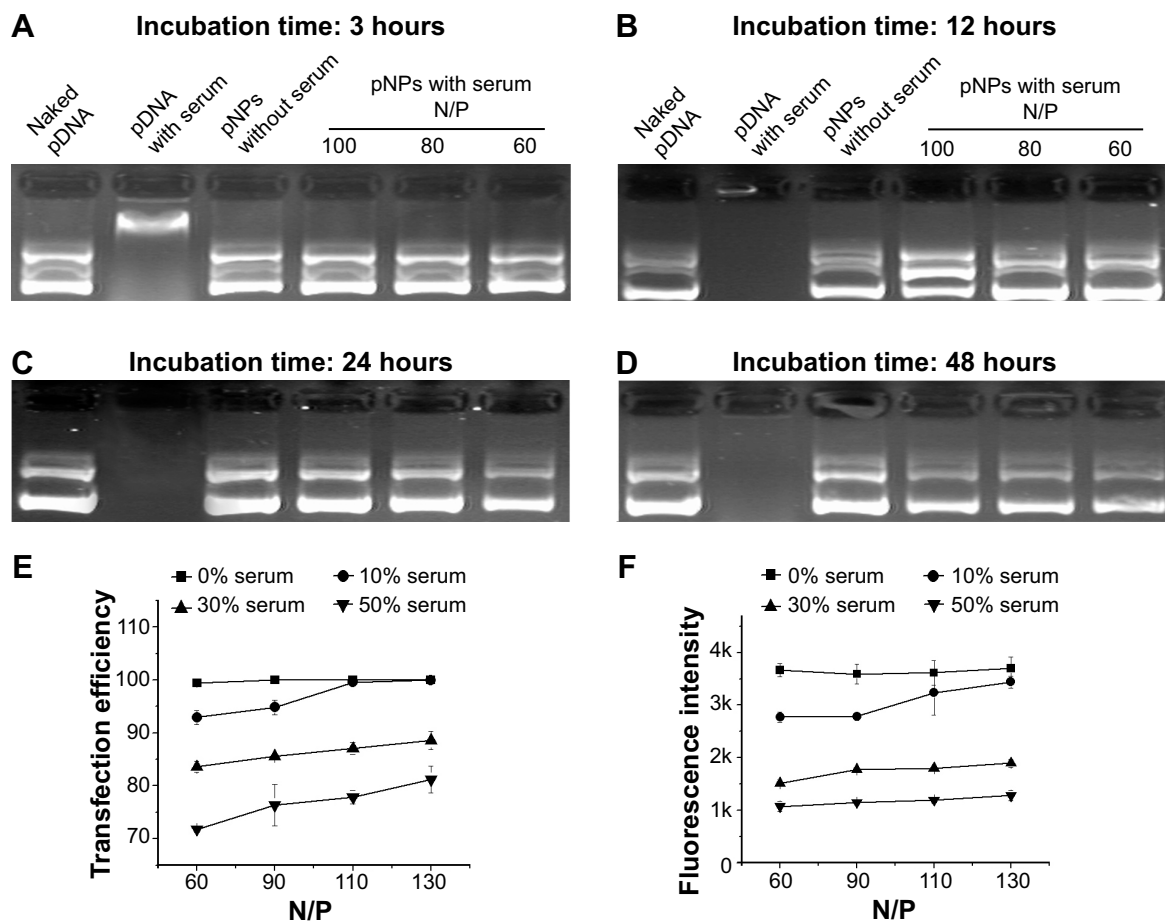 A
Incubation time: 3 hours
Naked
pDNA
pDNA
with serum
pNPs
without serum
pNPs with serum
N/P
100
80
60
B
Incubation time: 12 hours
Naked
pDNA
pDNA
with serum
pNPs
without serum
pNPs with serum
N/P
100
80
60
C
Incubation time: 24 hours
D
Incubation time: 48 hours
E
0% serum
10% serum
30% serum
50% serum
Transfection efficiency
110
100
90
80
70
60
90
110
130
N/P
F
0% serum
10% serum
30% serum
50% serum
Fluorescence intensity
4k
3k
2k
1k
0
60
90
110
130
N/P